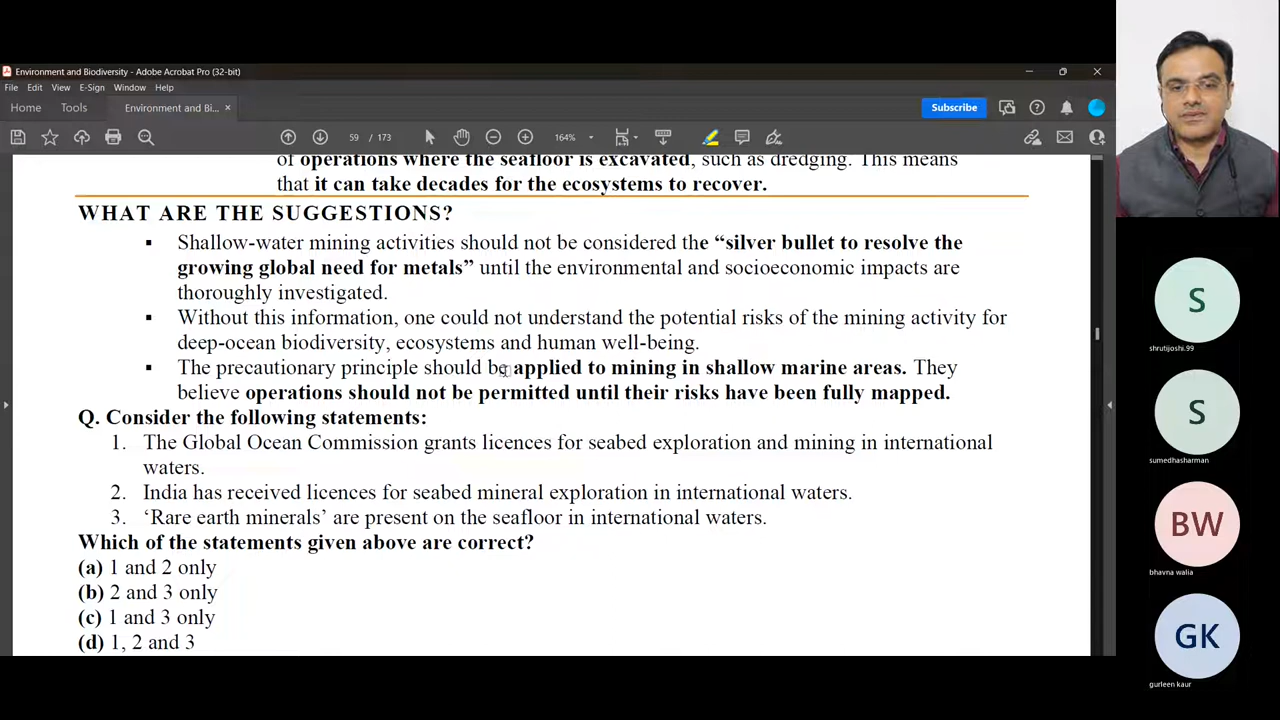 Environment and Biodiversity - Adobe Acrobat Pro (32-bit)
File Edit View E-Sign Window Help
Home Tools Environment and Bi... × Subscribe
59 / 173 164%
of operations where the seafloor is excavated, such as dredging. This means
that it can take decades for the ecosystems to recover.
WHAT ARE THE SUGGESTIONS?
▪ Shallow-water mining activities should not be considered the “silver bullet to resolve the
growing global need for metals” until the environmental and socioeconomic impacts are
thoroughly investigated.
▪ Without this information, one could not understand the potential risks of the mining activity for
deep-ocean biodiversity, ecosystems and human well-being.
▪ The precautionary principle should be applied to mining in shallow marine areas. They
believe operations should not be permitted until their risks have been fully mapped.
Q. Consider the following statements:
1. The Global Ocean Commission grants licences for seabed exploration and mining in international
waters.
2. India has received licences for seabed mineral exploration in international waters.
3. ‘Rare earth minerals’ are present on the seafloor in international waters.
Which of the statements given above are correct?
(a) 1 and 2 only
(b) 2 and 3 only
(c) 1 and 3 only
(d) 1, 2 and 3
S
shrutijoshi.99
S
sumedhasharman
BW
bhavna walia
GK
gurleen kaur